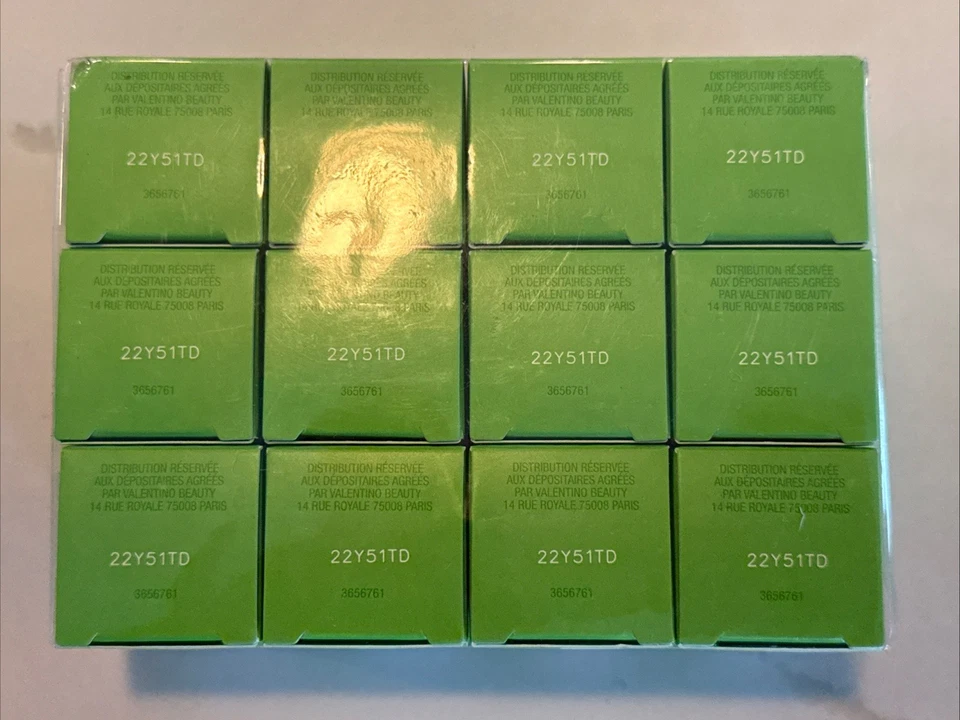 DISTRIBUTION RÉSERVÉE
AUX DÉPOSITAIRES AGRÉÉS
PAR VALENTINO BEAUTY
14 RUE ROYALE 75008 PARIS
22Y51TD
3656761
DISTRIBUTION RÉSERVÉE
AUX DÉPOSITAIRES AGRÉÉS
PAR VALENTINO BEAUTY
14 RUE ROYALE 75008 PARIS
DISTRIBUTION RÉSERVÉE
AUX DÉPOSITAIRES AGRÉÉS
PAR VALENTINO BEAUTY
14 RUE ROYALE 75008 PARIS
22Y51TD
3656761
DISTRIBUTION RÉSERVÉE
AUX DÉPOSITAIRES AGRÉÉS
PAR VALENTINO BEAUTY
14 RUE ROYALE 75008 PARIS
22Y51TD
3656761
DISTRIBUTION RÉSERVÉE
AUX DÉPOSITAIRES AGRÉÉS
PAR VALENTINO BEAUTY
14 RUE ROYALE 75008 PARIS
22Y51TD
3656761
RÉSERVÉE
DÉPOSITAIRES AGRÉÉS
PAR VALENTINO BEAUTY
14 RUE ROYALE 75008 PARIS
22Y51TD
3656761
DISTRIBUTION RÉSERVÉE
AUX DÉPOSITAIRES AGRÉÉS
PAR VALENTINO BEAUTY
14 RUE ROYALE 75008 PARIS
22Y51TD
3656761
DISTRIBUTION RÉSERVÉE
AUX DÉPOSITAIRES AGRÉÉS
PAR VALENTINO BEAUTY
14 RUE ROYALE 75008 PARIS
22Y51TD
3656761
DISTRIBUTION RÉSERVÉE
AUX DÉPOSITAIRES AGRÉÉS
PAR VALENTINO BEAUTY
14 RUE ROYALE 75008 PARIS
22Y51TD
3656761
DISTRIBUTION RÉSERVÉE
AUX DÉPOSITAIRES AGRÉÉS
PAR VALENTINO BEAUTY
14 RUE ROYALE 75008 PARIS
22Y51TD
3656761
DISTRIBUTION RÉSERVÉE
AUX DÉPOSITAIRES AGRÉÉS
PAR VALENTINO BEAUTY
14 RUE ROYALE 75008 PARIS
22Y51TD
3656761
DISTRIBUTION RÉSERVÉE
AUX DÉPOSITAIRES AGRÉÉS
PAR VALENTINO BEAUTY
14 RUE ROYALE 75008 PARIS
22Y51TD
3656761